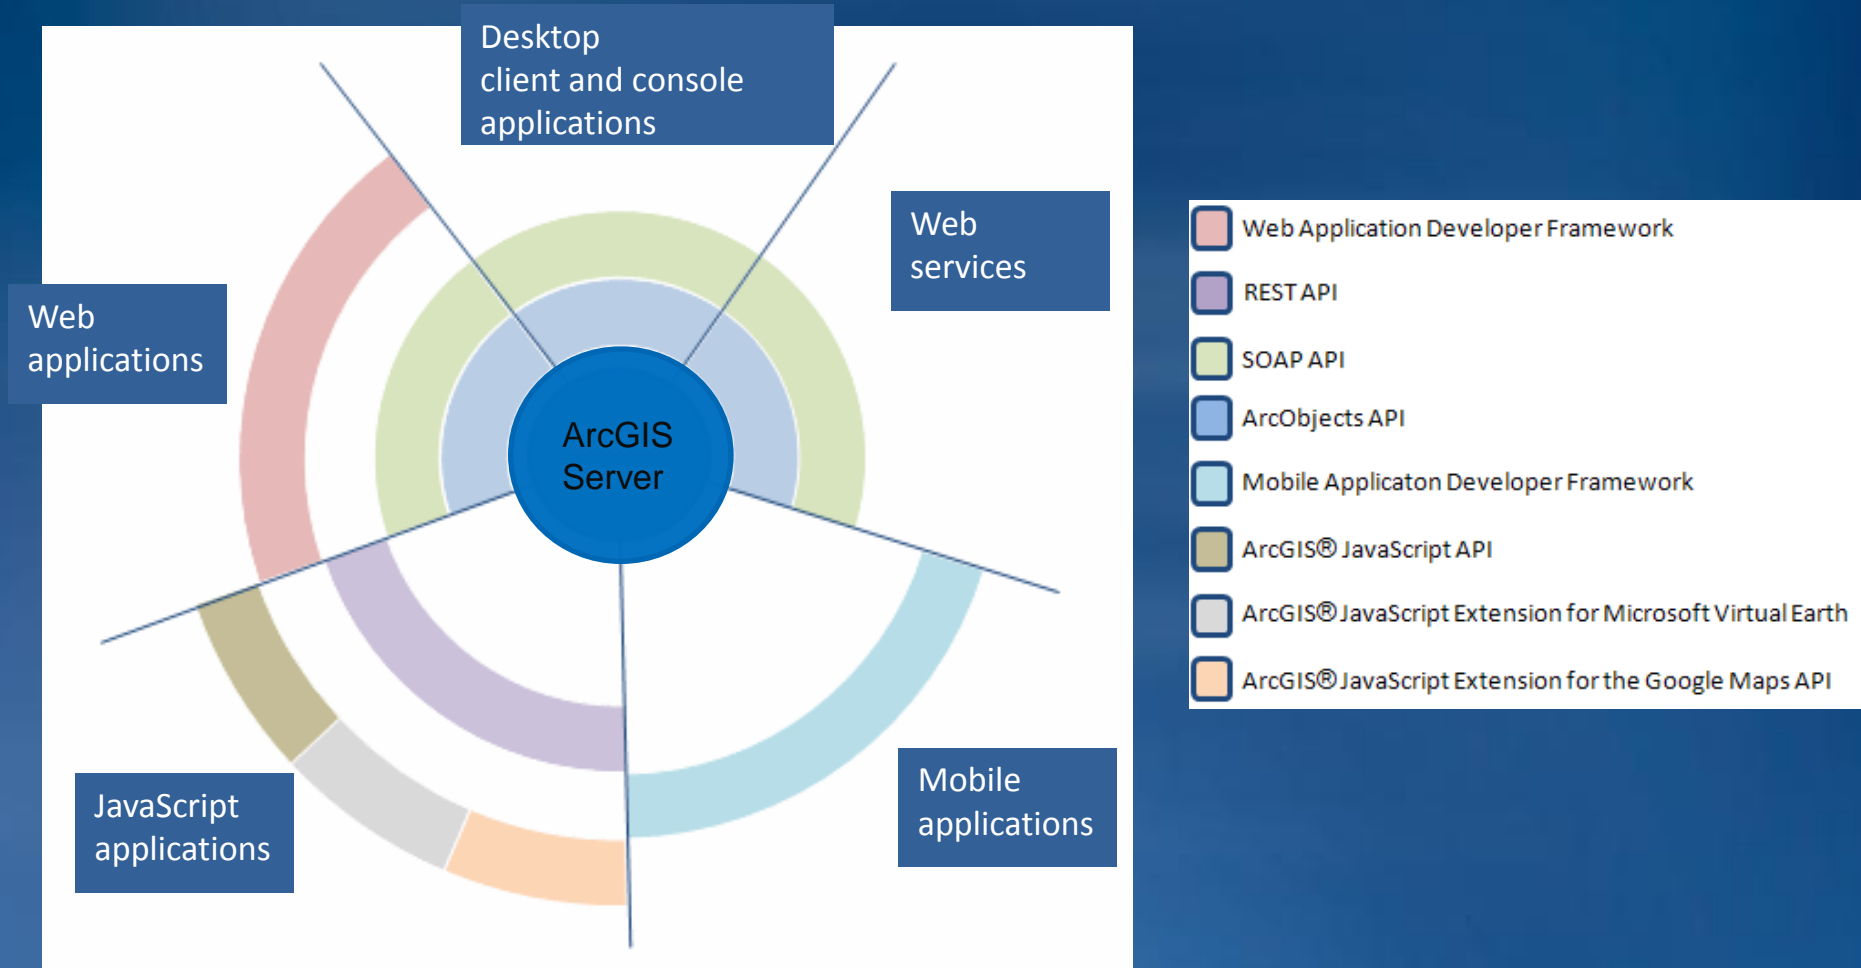 Desktop
client and console
applications
Web
services
Web
applications
ArcGIS
Server
JavaScript
applications
Mobile
applications
Web Application Developer Framework
REST API
SOAP API
ArcObjects API
Mobile Applicaton Developer Framework
ArcGIS® JavaScript API
ArcGIS® JavaScript Extension for Microsoft Virtual Earth
ArcGIS® JavaScript Extension for the Google Maps API